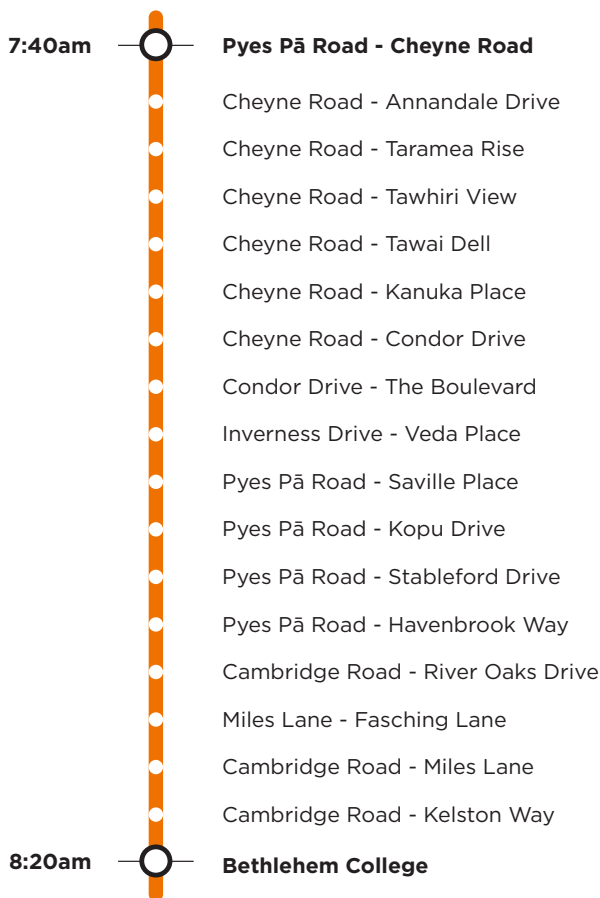 7:40am Pyes Pā Road - Cheyne Road
Cheyne Road - Annandale Drive
Cheyne Road - Taramea Rise
Cheyne Road - Tawhiri View
Cheyne Road - Tawai Dell
Cheyne Road - Kanuka Place
Cheyne Road - Condor Drive
Condor Drive - The Boulevard
Inverness Drive - Veda Place
Pyes Pā Road - Saville Place
Pyes Pā Road - Kopu Drive
Pyes Pā Road - Stableford Drive
Pyes Pā Road - Havenbrook Way
Cambridge Road - River Oaks Drive
Miles Lane - Fasching Lane
Cambridge Road - Miles Lane
Cambridge Road - Kelston Way
8:20am Bethlehem College